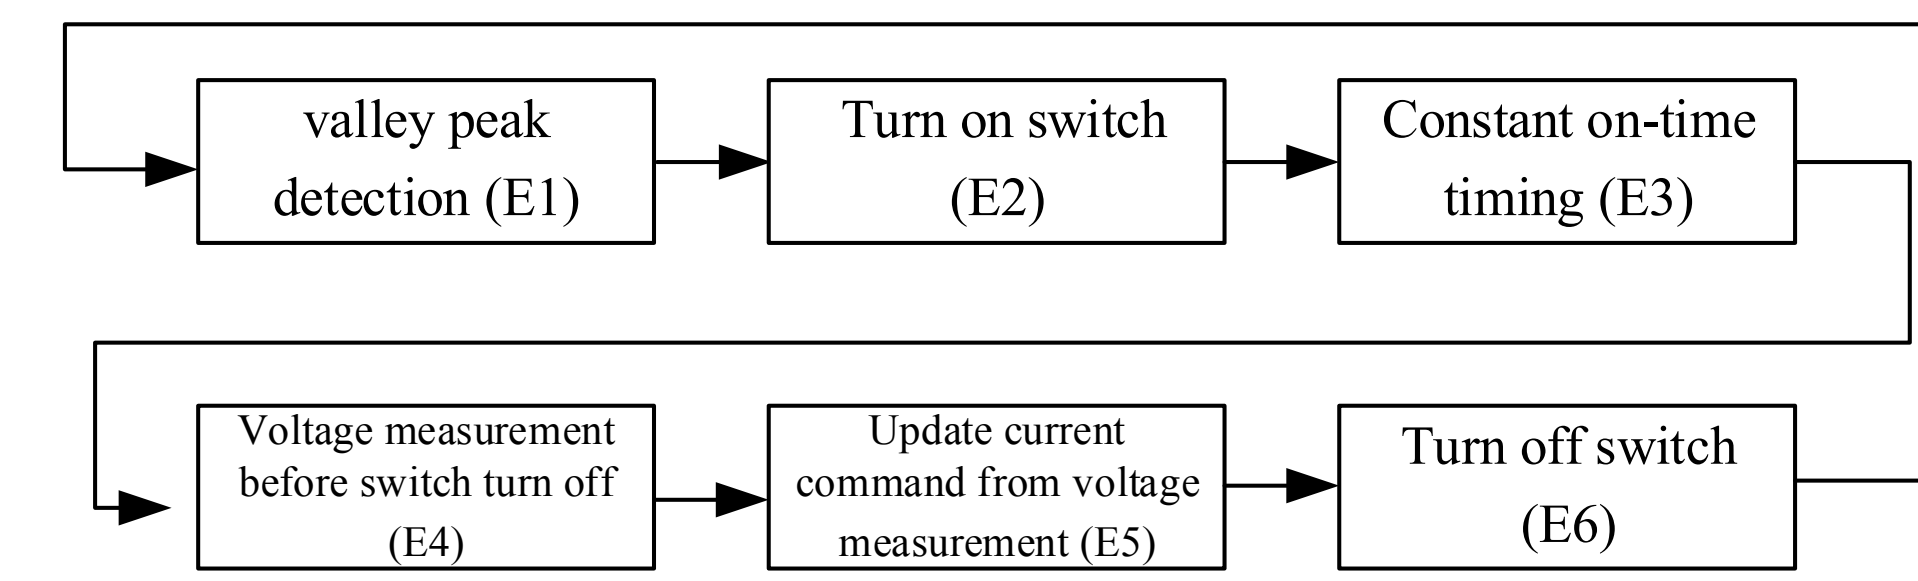 valley peak
detection (E1)
Turn on switch
(E2)
Constant on-time
timing (E3)
Voltage measurement
before switch turn off
(E4)
Update current
command from voltage
measurement (E5)
Turn off switch
(E6)